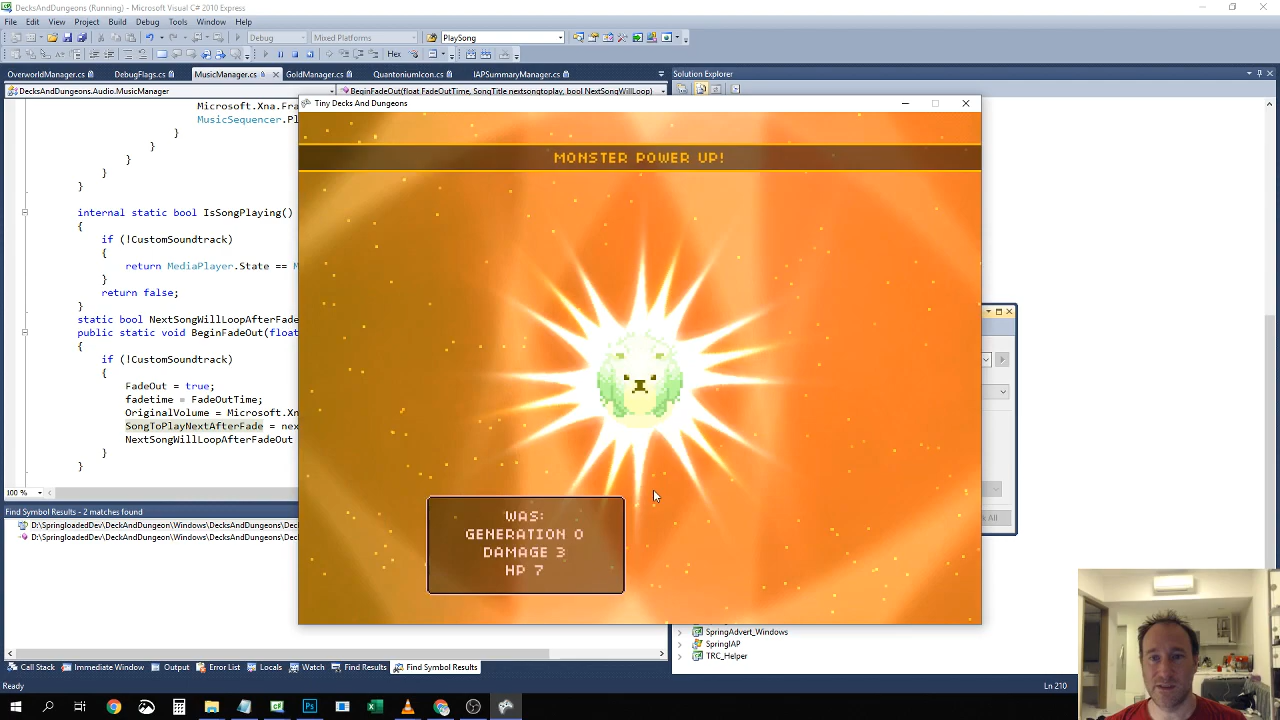 DecksAndDungeons (Running) - Microsoft Visual C# 2010 Express
File Edit View Project Build Debug Tools Window Help
Debug Mixed Platforms PlaySong
Hex
OverworldManager.cs DebugFlags.cs MusicManager.cs GoldManager.cs QuantoniumIcon.cs IAPSummaryManager.cs Solution Explorer
DecksAndDungeons.Audio.MusicManager BeginFadeOut(float FadeOutTime, SongTitle nextsongtoplay, bool NextSongWillLoop)
Tiny Decks And Dungeons
Microsoft.Xna.Fra
MusicSequencer.Pl
}
}
}
}
MONSTER POWER UP!
internal static bool IsSongPlaying()
{
if (!CustomSoundtrack)
{
return MediaPlayer.State ==
}
return false;
}
static bool NextSongWillLoopAfterFade
public static void BeginFadeOut(float
{
if (!CustomSoundtrack)
{
FadeOut = true;
fadetime = FadeOutTime;
OriginalVolume = Microsoft.Xn
SongToPlayNextAfterFade = nex
NextSongWillLoopAfterFadeOut
}
}
100 %
WAS:
GENERATION 0
DAMAGE 3
HP 7
k All
Find Symbol Results - 2 matches found
D:\SpringloadedDev\DeckAndDungeon\Windows\DecksAndDungeons\Dec
D:\SpringloadedDev\DeckAndDungeon\Windows\DecksAndDungeons\Dec
SpringAdvert_Windows
SpringIAP
TRC_Helper
Call Stack Immediate Window Output Error List Locals Watch Find Results Find Symbol Results
Ready Ln 210